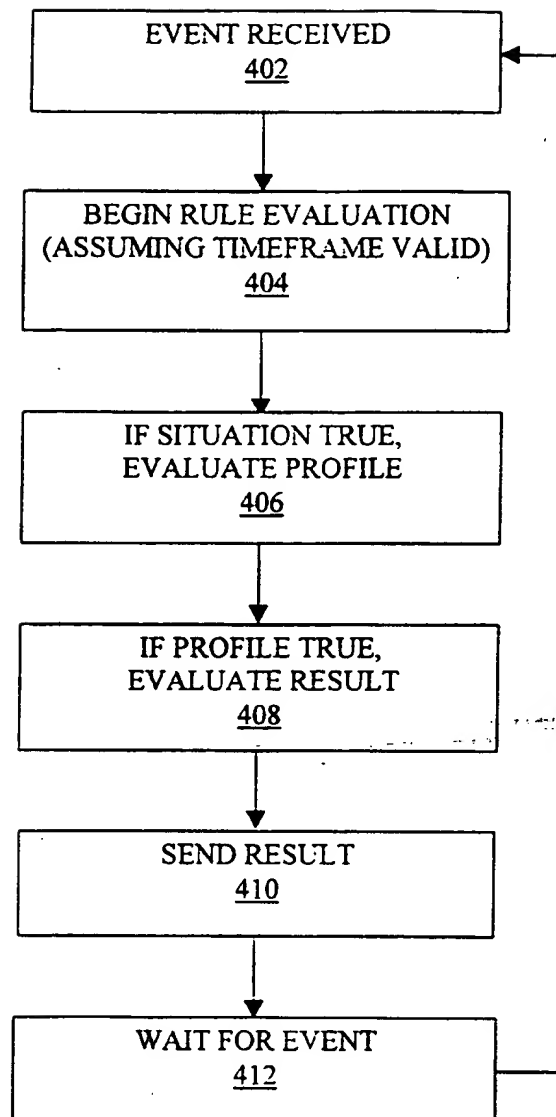 EVENT RECEIVED
402
BEGIN RULE EVALUATION
(ASSUMING TIMEFRAME VALID)
404
IF SITUATION TRUE,
EVALUATE PROFILE
406
IF PROFILE TRUE,
EVALUATE RESULT
408
SEND RESULT
410
WAIT FOR EVENT
412